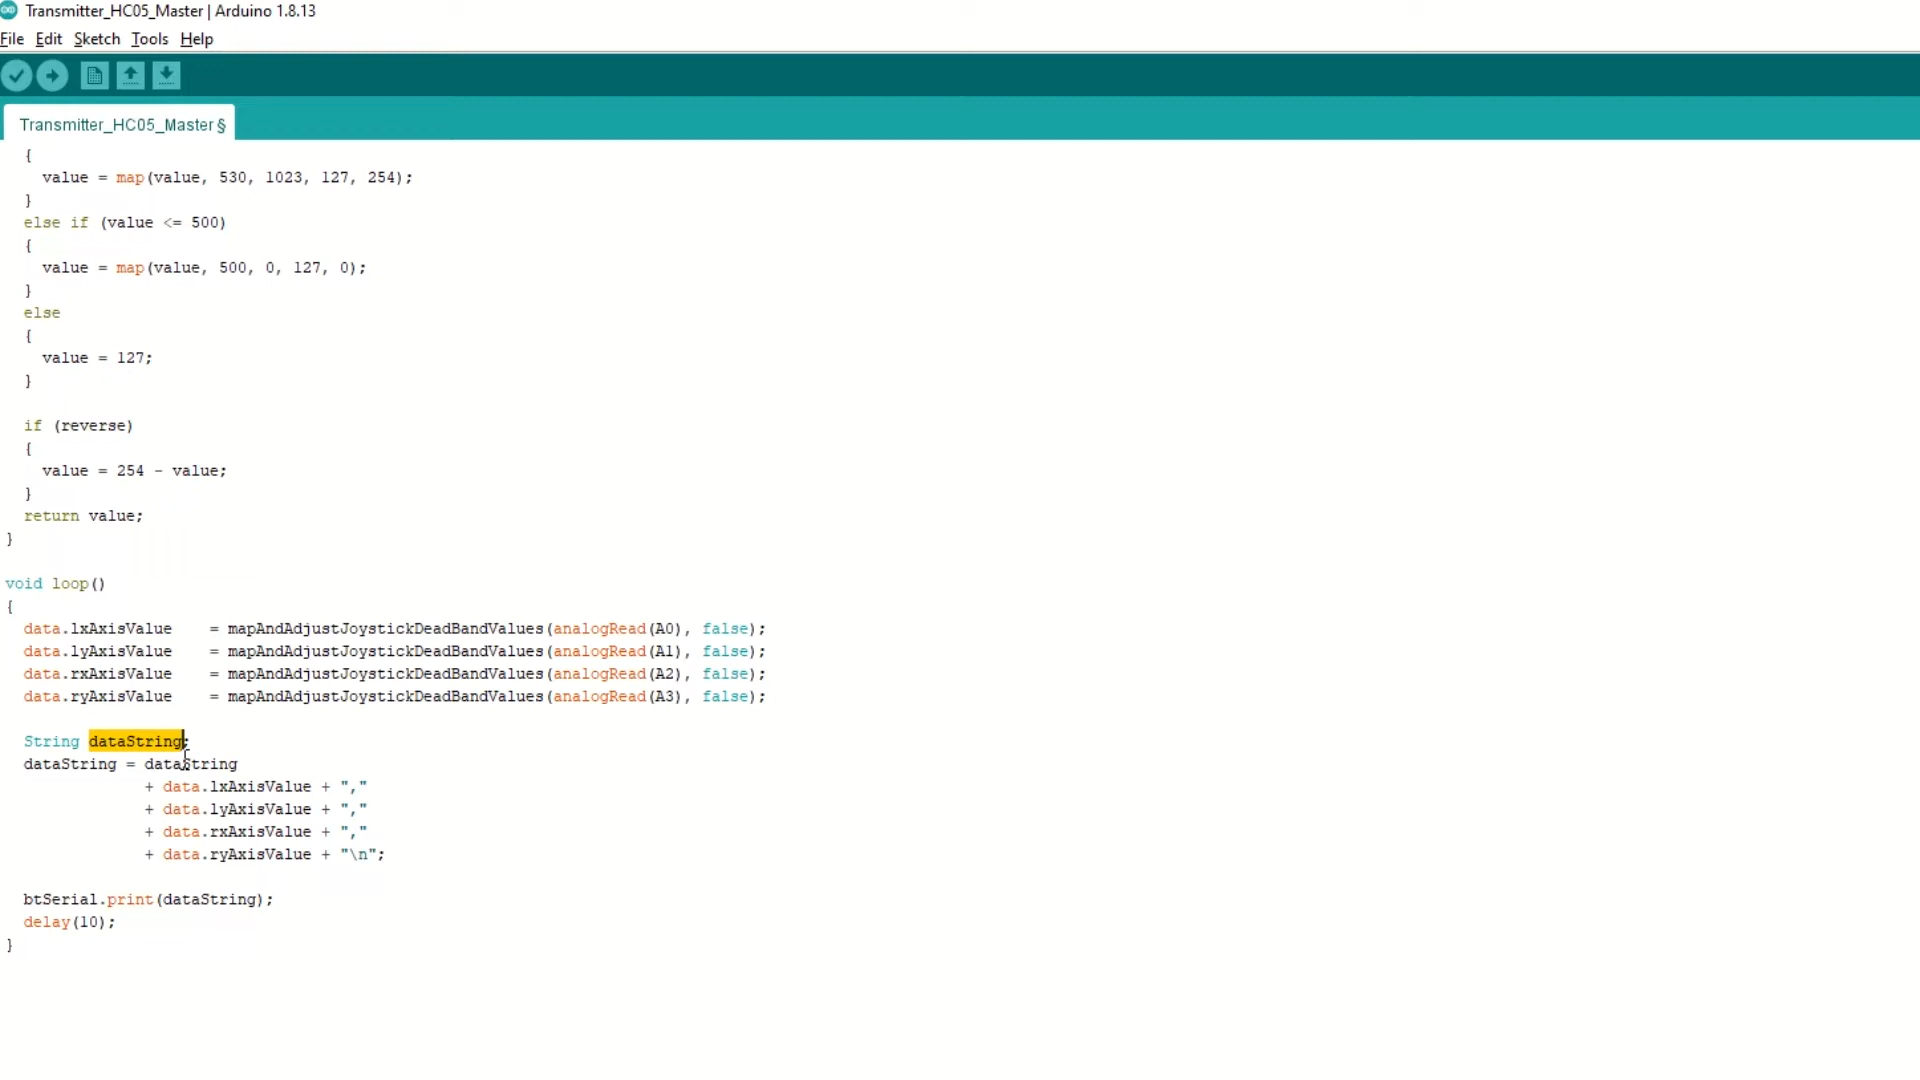 Transmitter_HC05_Master | Arduino 1.8.13
File Edit Sketch Tools Help
Transmitter_HC05_Master §
{
value = map(value, 530, 1023, 127, 254);
}
else if (value <= 500)
{
value = map(value, 500, 0, 127, 0);
}
else
{
value = 127;
}
if (reverse)
{
value = 254 - value;
}
return value;
}
void loop()
{
data.lxAxisValue = mapAndAdjustJoystickDeadBandValues(analogRead(A0), false);
data.lyAxisValue = mapAndAdjustJoystickDeadBandValues(analogRead(A1), false);
data.rxAxisValue = mapAndAdjustJoystickDeadBandValues(analogRead(A2), false);
data.ryAxisValue = mapAndAdjustJoystickDeadBandValues(analogRead(A3), false);
String dataString;
dataString = dataString
+ data.lxAxisValue + ","
+ data.lyAxisValue + ","
+ data.rxAxisValue + ","
+ data.ryAxisValue + "\n";
btSerial.print(dataString);
delay(10);
}